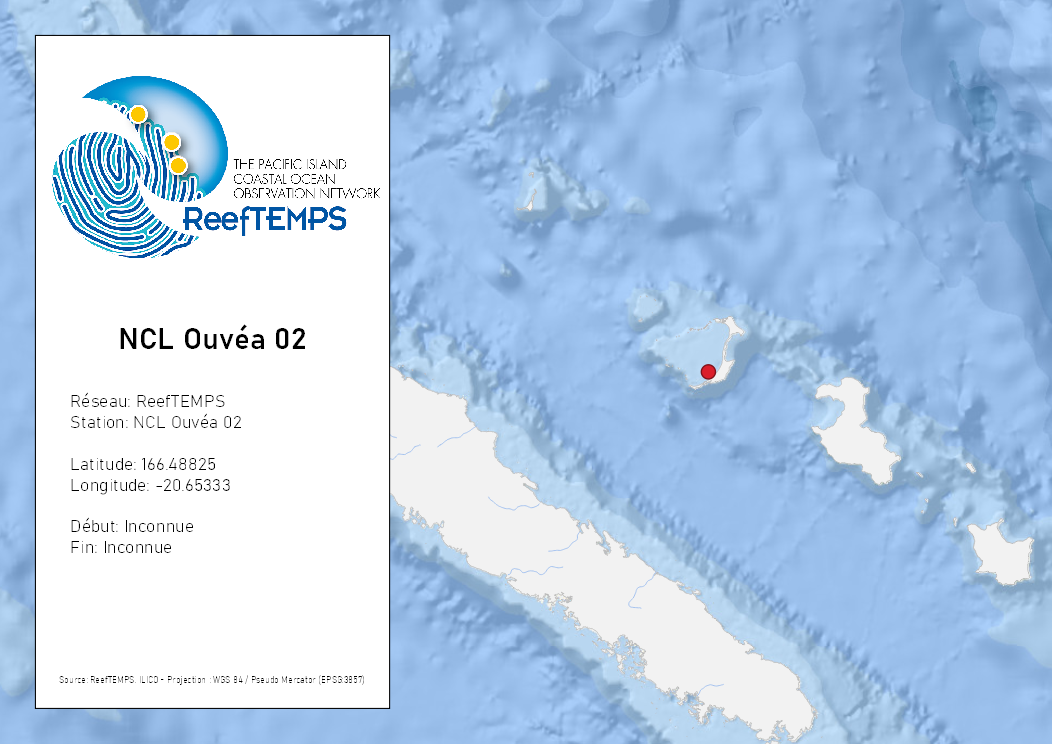 THE PACIFIC ISLAND
COASTAL OCEAN
OBSERVATION NETWORK
ReefTEMPS
NCL Ouvéa 02
Réseau: ReefTEMPS
Station: NCL Ouvéa 02
Latitude: 166.48825
Longitude: -20.65333
Début: Inconnue
Fin: Inconnue
Source: ReefTEMPS, ILICO - Projection : WGS 84 / Pseudo Mercator (EPSG:3857)